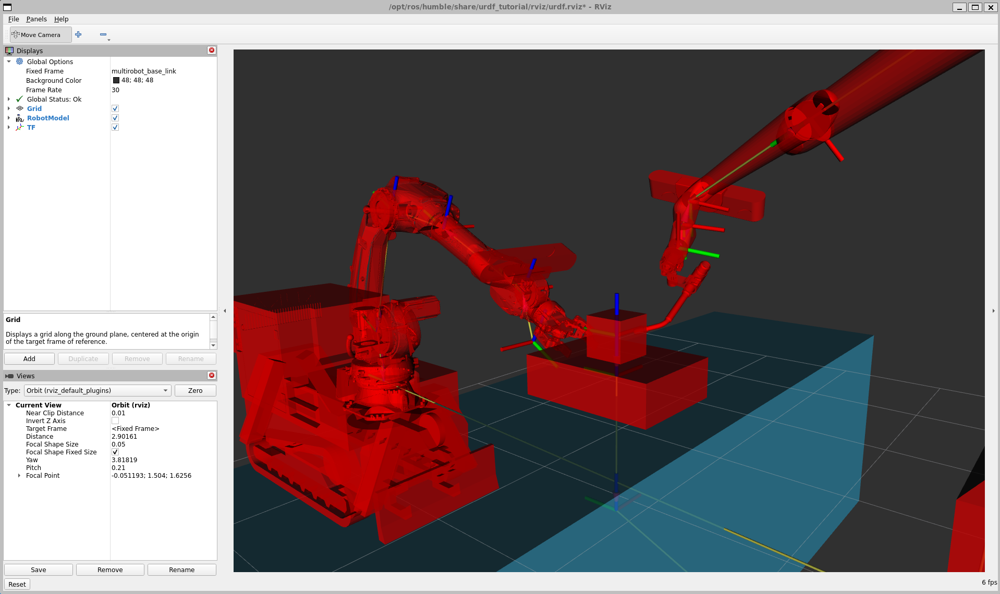 /opt/ros/humble/share/urdf_tutorial/rviz/urdf.rviz* - RViz
File Panels Help
Move Camera
Displays
Global Options
Fixed Frame multirobot_base_link
Background Color 48; 48; 48
Frame Rate 30
Global Status: Ok
Grid
RobotModel
TF
Grid
Displays a grid along the ground plane, centered at the origin
of the target frame of reference.
Add Duplicate Remove Rename
Views
Type: Orbit (rviz_default_plugins) Zero
Current View Orbit (rviz)
Near Clip Distance 0.01
Invert Z Axis
Target Frame <Fixed Frame>
Distance 2.90161
Focal Shape Size 0.05
Focal Shape Fixed Size
Yaw 3.81819
Pitch 0.21
Focal Point -0.051193; 1.504; 1.6256
Save Remove Rename
Reset
6 fps